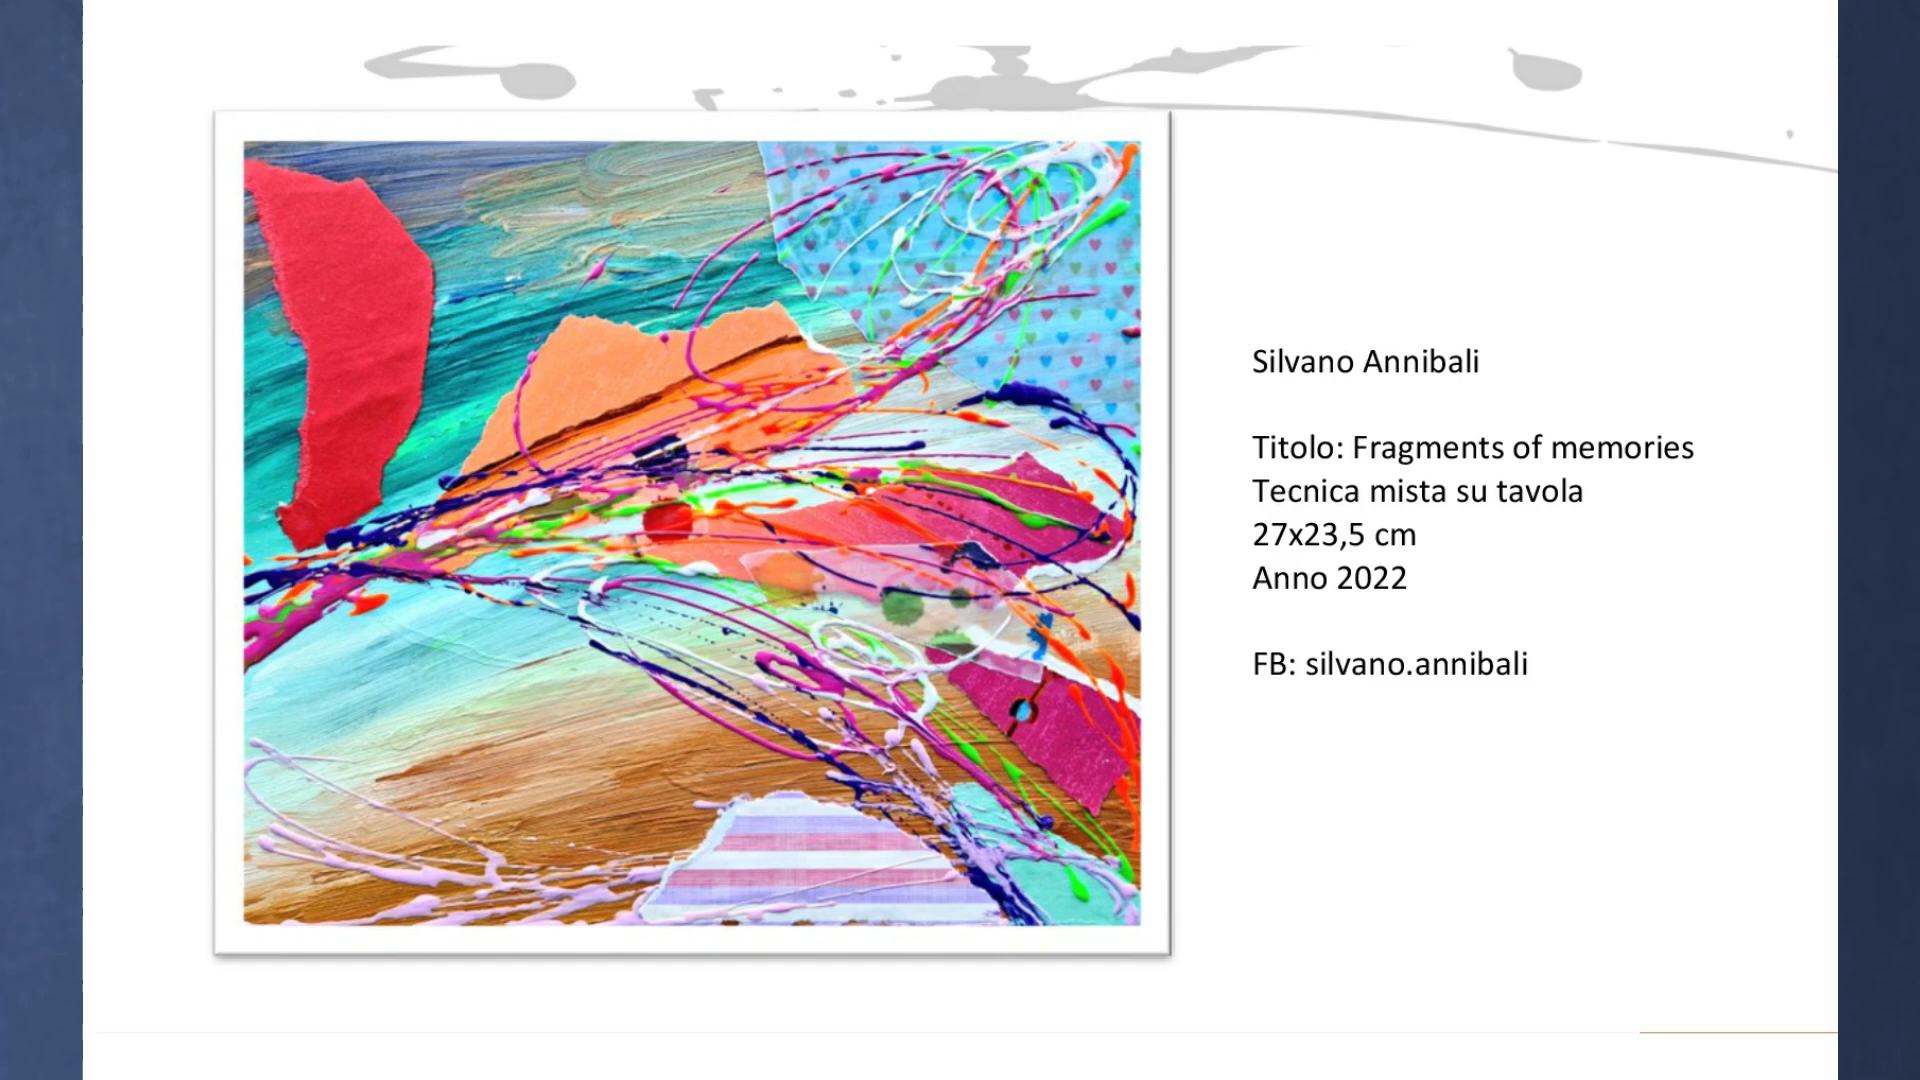 Silvano Annibali
Titolo: Fragments of memories
Tecnica mista su tavola
27x23,5 cm
Anno 2022
FB: silvano.annibali